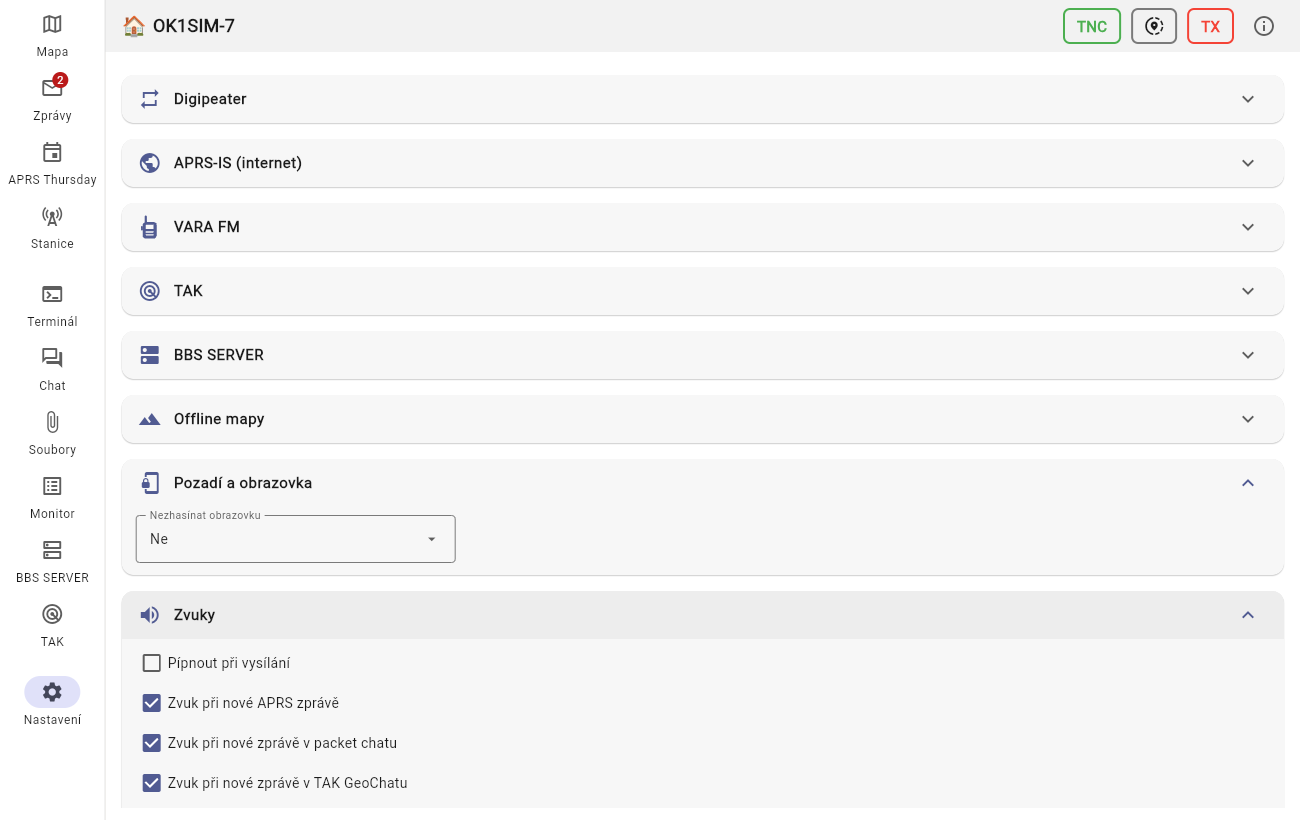 OK1SIM-7
TNC
TX
Mapa
2
Zprávy
APRS Thursday
Stanice
Terminál
Chat
Soubory
Monitor
BBS SERVER
TAK
Nastavení
Digipeater
APRS-IS (internet)
VARA FM
TAK
BBS SERVER
Offline mapy
Pozadí a obrazovka
Nezhasínat obrazovku
Ne
Zvuky
Pípnout při vysílání
Zvuk při nové APRS zprávě
Zvuk při nové zprávě v packet chatu
Zvuk při nové zprávě v TAK GeoChatu